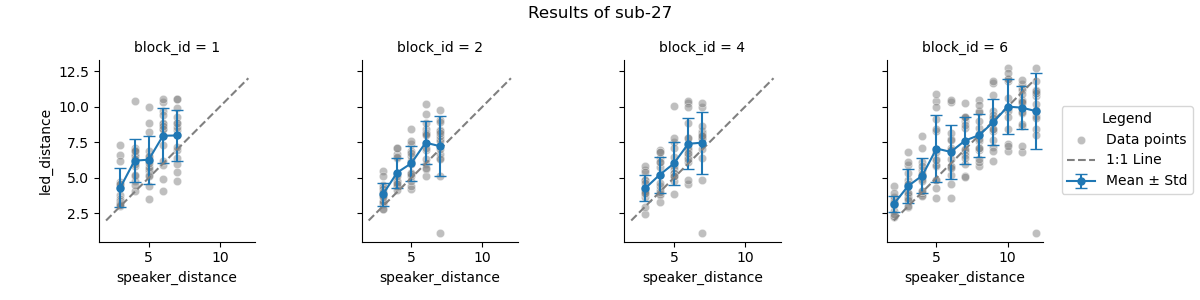 Results of sub-27
block_id = 1
block_id = 2
block_id = 4
block_id = 6
led_distance
12.5
10.0
7.5
5.0
2.5
5 10
5 10
5 10
5 10
speaker_distance
speaker_distance
speaker_distance
speaker_distance
Legend
Data points
1:1 Line
Mean ± Std